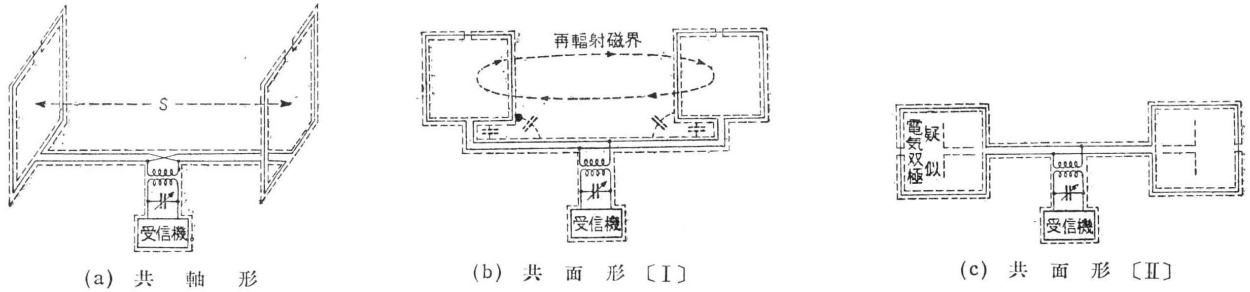 S
受信機
(a) 共軸形
再輻射磁界
受信機
(b) 共面形〔I〕
電気双極
疑似
受信機
(c) 共面形〔II〕